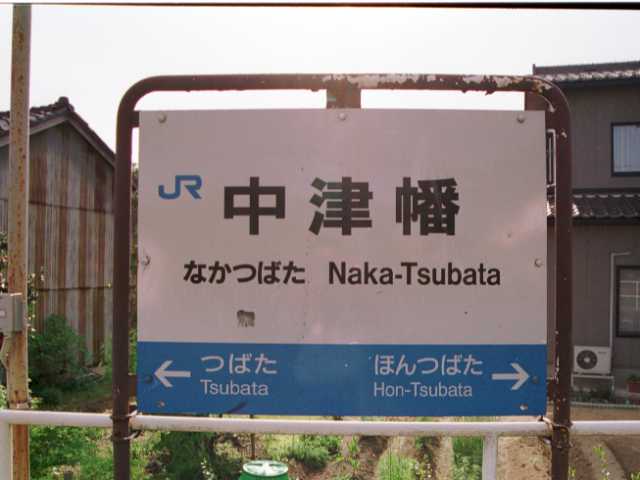 JR 中津幡
なかつばた Naka-Tsubata
← つばた ほんつばた →
Tsubata Hon-Tsubata